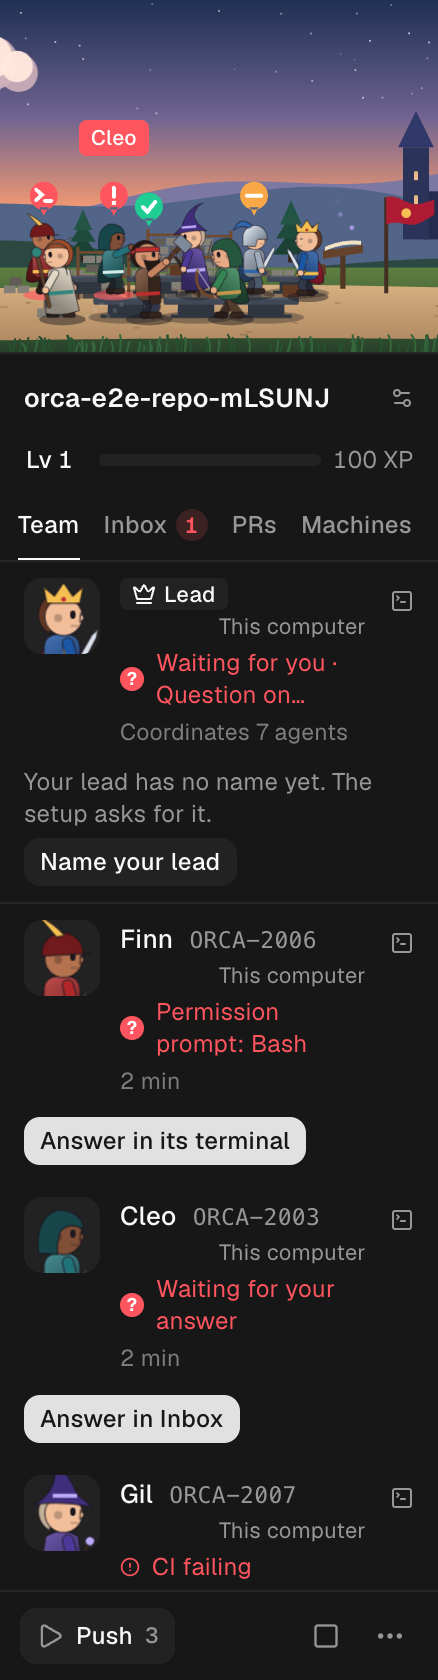 Cleo
orca-e2e-repo-mLSUNJ
Lv 1 100 XP
Team Inbox 1 PRs Machines
Lead
This computer
Waiting for you ·
Question on…
Coordinates 7 agents
Your lead has no name yet. The
setup asks for it.
Name your lead
Finn ORCA-2006
This computer
Permission
prompt: Bash
2 min
Answer in its terminal
Cleo ORCA-2003
This computer
Waiting for your
answer
2 min
Answer in Inbox
Gil ORCA-2007
This computer
CI failing
Push 3